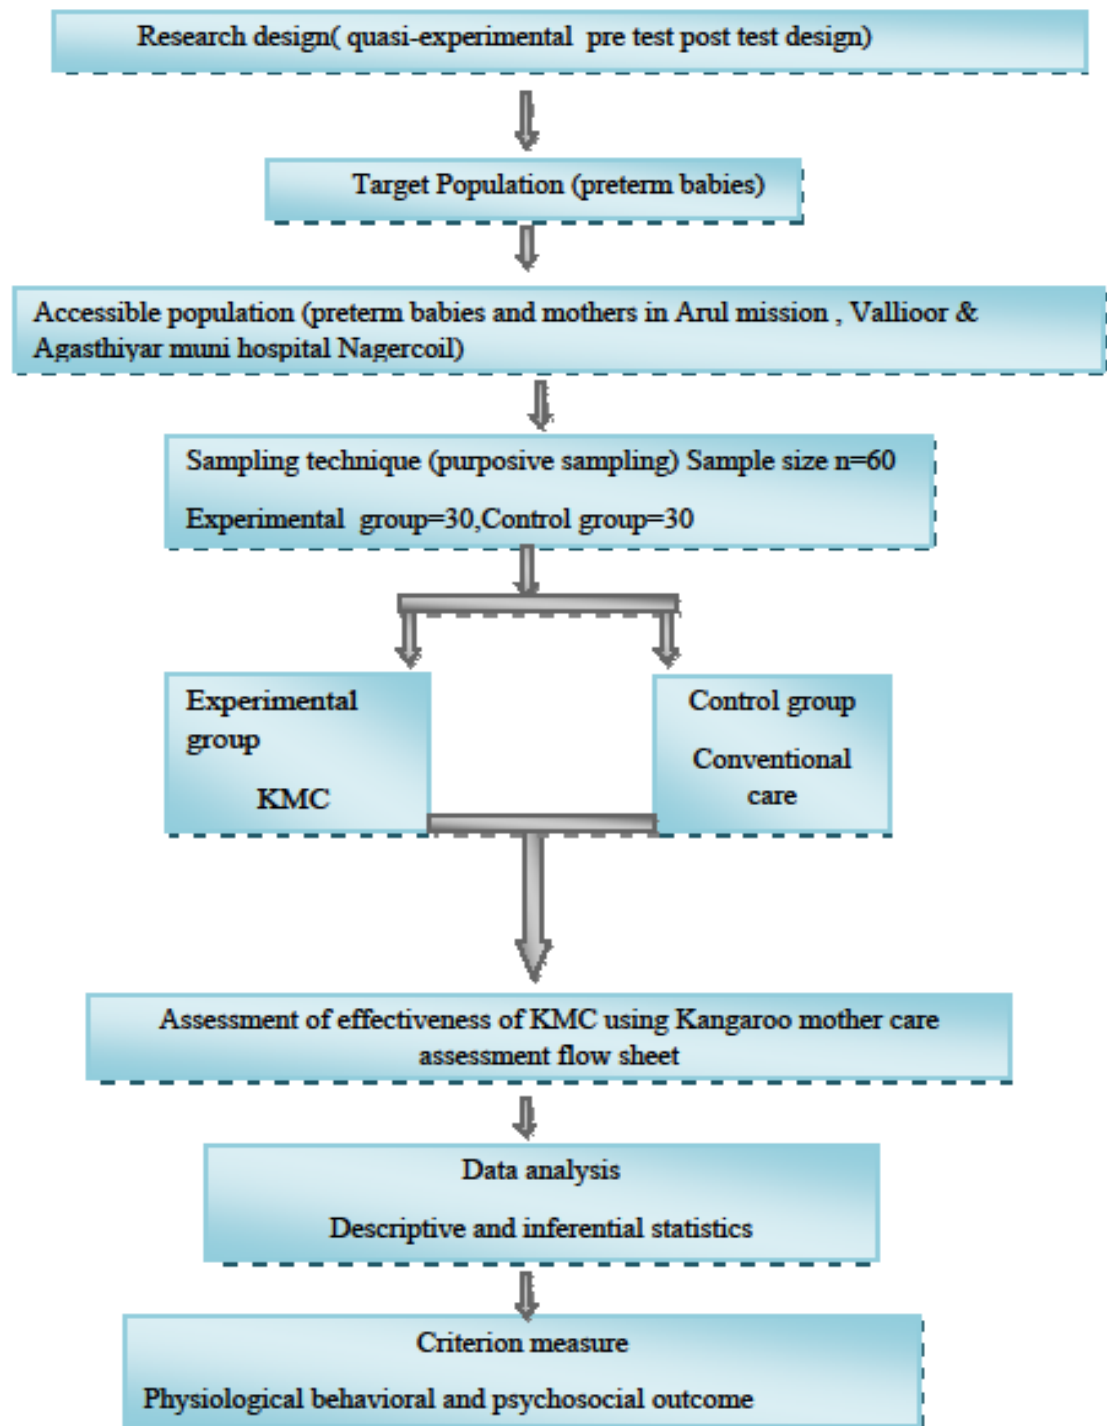 Research design( quasi-experimental pre test post test design)
Target Population (preterm babies)
Accessible population (preterm babies and mothers in Arul mission , Vallioor &
Agasthiyar muni hospital Nagercoil)
Sampling technique (purposive sampling) Sample size n=60
Experimental group=30,Control group=30
Experimental
group
KMC
Control group
Conventional
care
Assessment of effectiveness of KMC using Kangaroo mother care
assessment flow sheet
Data analysis
Descriptive and inferential statistics
Criterion measure
Physiological behavioral and psychosocial outcome